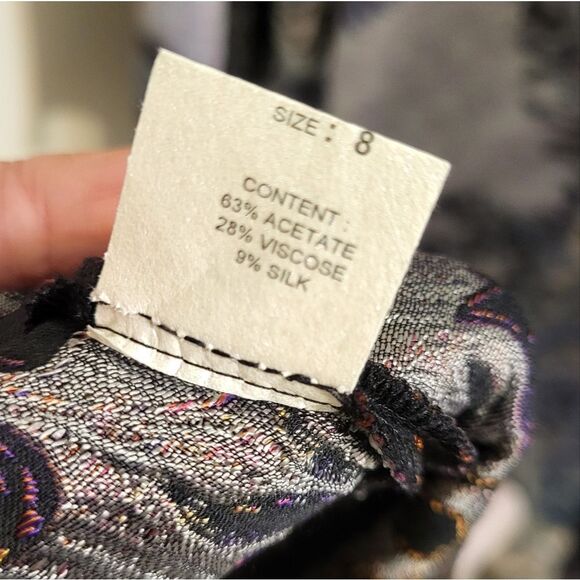 SIZE : 8
CONTENT :
63% ACETATE
28% VISCOSE
9% SILK